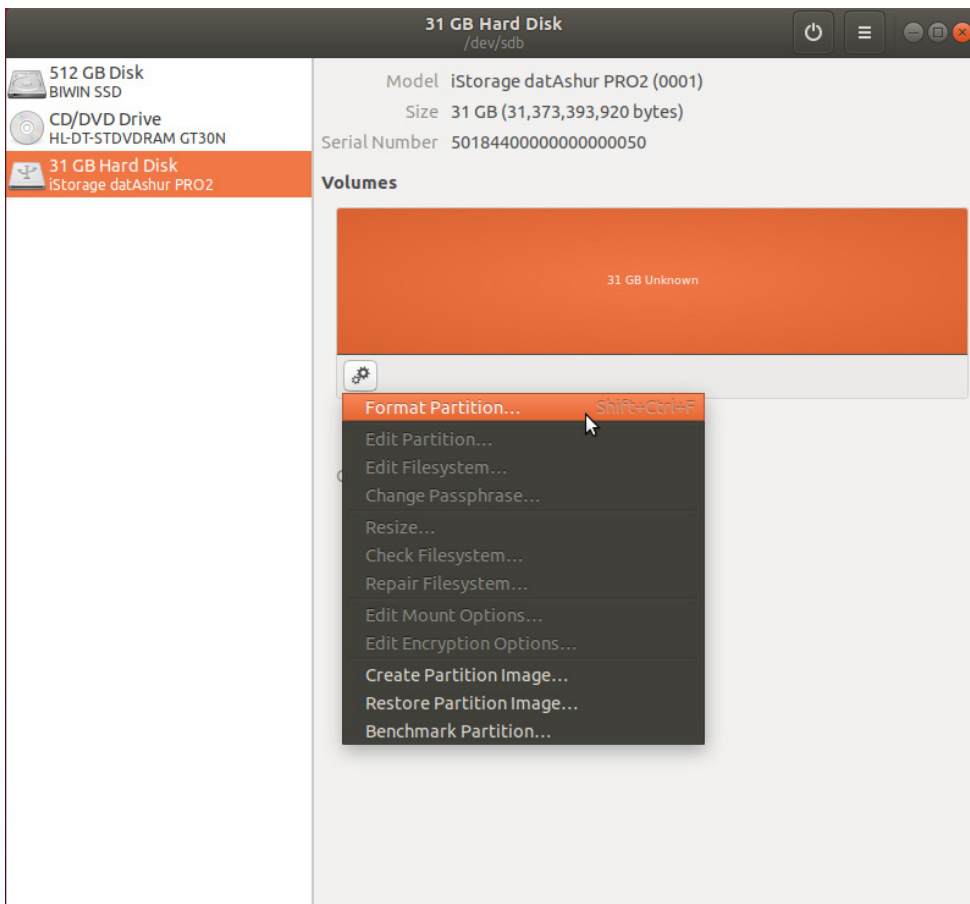 31 GB Hard Disk
/dev/sdb
512 GB Disk
BIWIN SSD
CD/DVD Drive
HL-DT-STDVDRAM GT30N
31 GB Hard Disk
iStorage datAshur PRO2
Model iStorage datAshur PRO2 (0001)
Size 31 GB (31,373,393,920 bytes)
Serial Number 50184400000000000050
Volumes
31 GB Unknown
Format Partition... Shift+Ctrl+F
Edit Partition...
Edit Filesystem...
Change Passphrase...
Resize...
Check Filesystem...
Repair Filesystem...
Edit Mount Options...
Edit Encryption Options...
Create Partition Image...
Restore Partition Image...
Benchmark Partition...